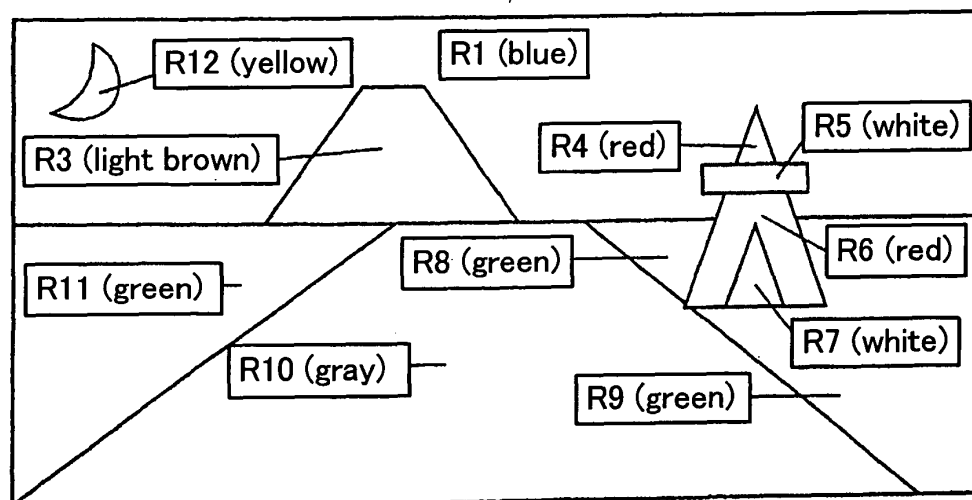 R12 (yellow)
R1 (blue)
R5 (white)
R4 (red)
R3 (light brown)
R6 (red)
R8 (green)
R11 (green)
R7 (white)
R10 (gray)
R9 (green)